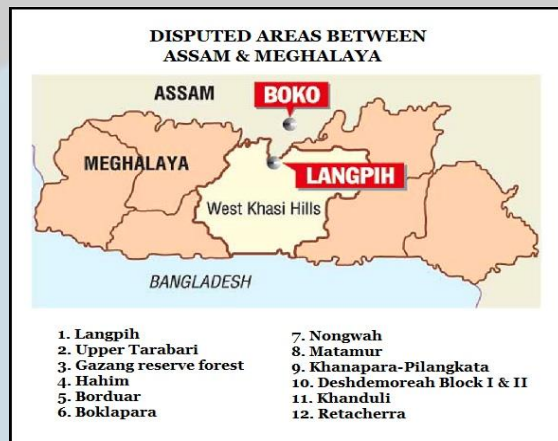 DISPUTED AREAS BETWEEN
ASSAM & MEGHALAYA
ASSAM
BOKO
MEGHALAYA
LANGPIH
West Khasi Hills
BANGLADESH
1. Langpih
2. Upper Tarabari
3. Gazang reserve forest
4. Hahim
5. Borduar
6. Boklapara
7. Nongwah
8. Matamur
9. Khanapara-Pilangkata
10. Deshdemoreah Block I & II
11. Khanduli
12. Retacherra